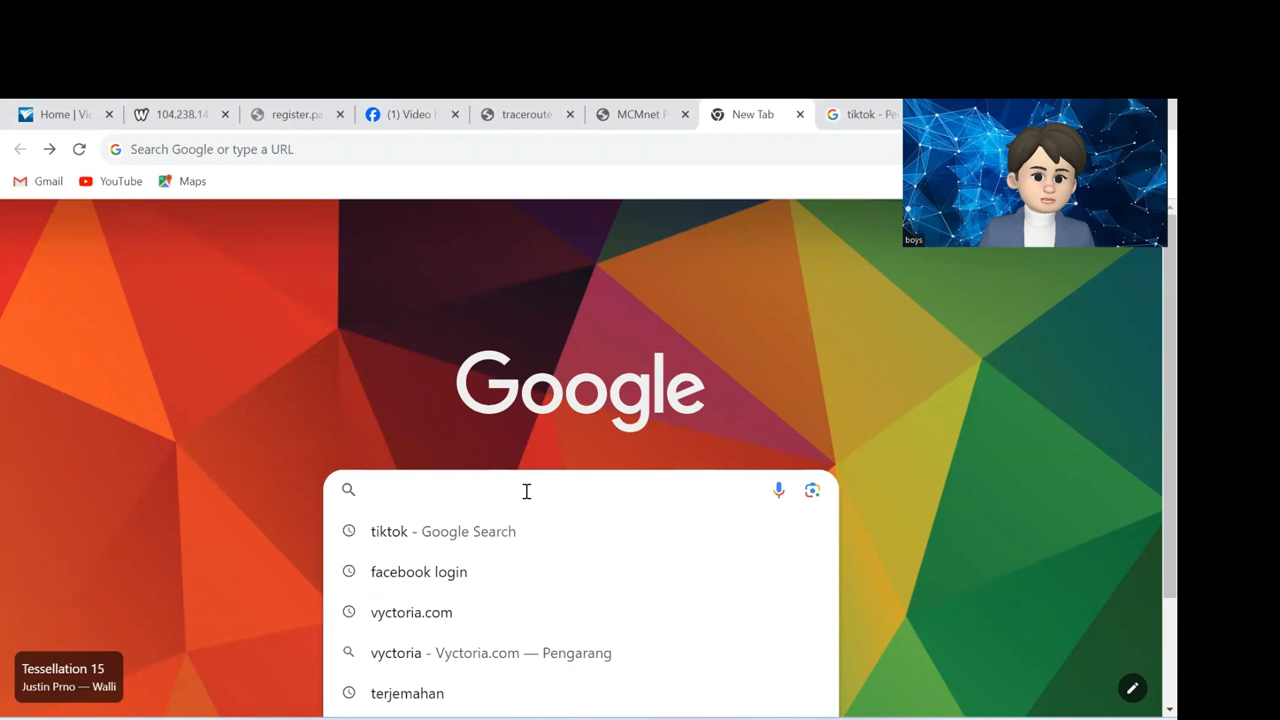 Home | Vi
104.238.14
register.pa
(1) Video
traceroute
MCMnet
New Tab
tiktok - Pe
Search Google or type a URL
Gmail
YouTube
Maps
boys
Google
tiktok - Google Search
facebook login
vyctoria.com
vyctoria - Vyctoria.com — Pengarang
terjemahan
Tessellation 15
Justin Prno — Walli